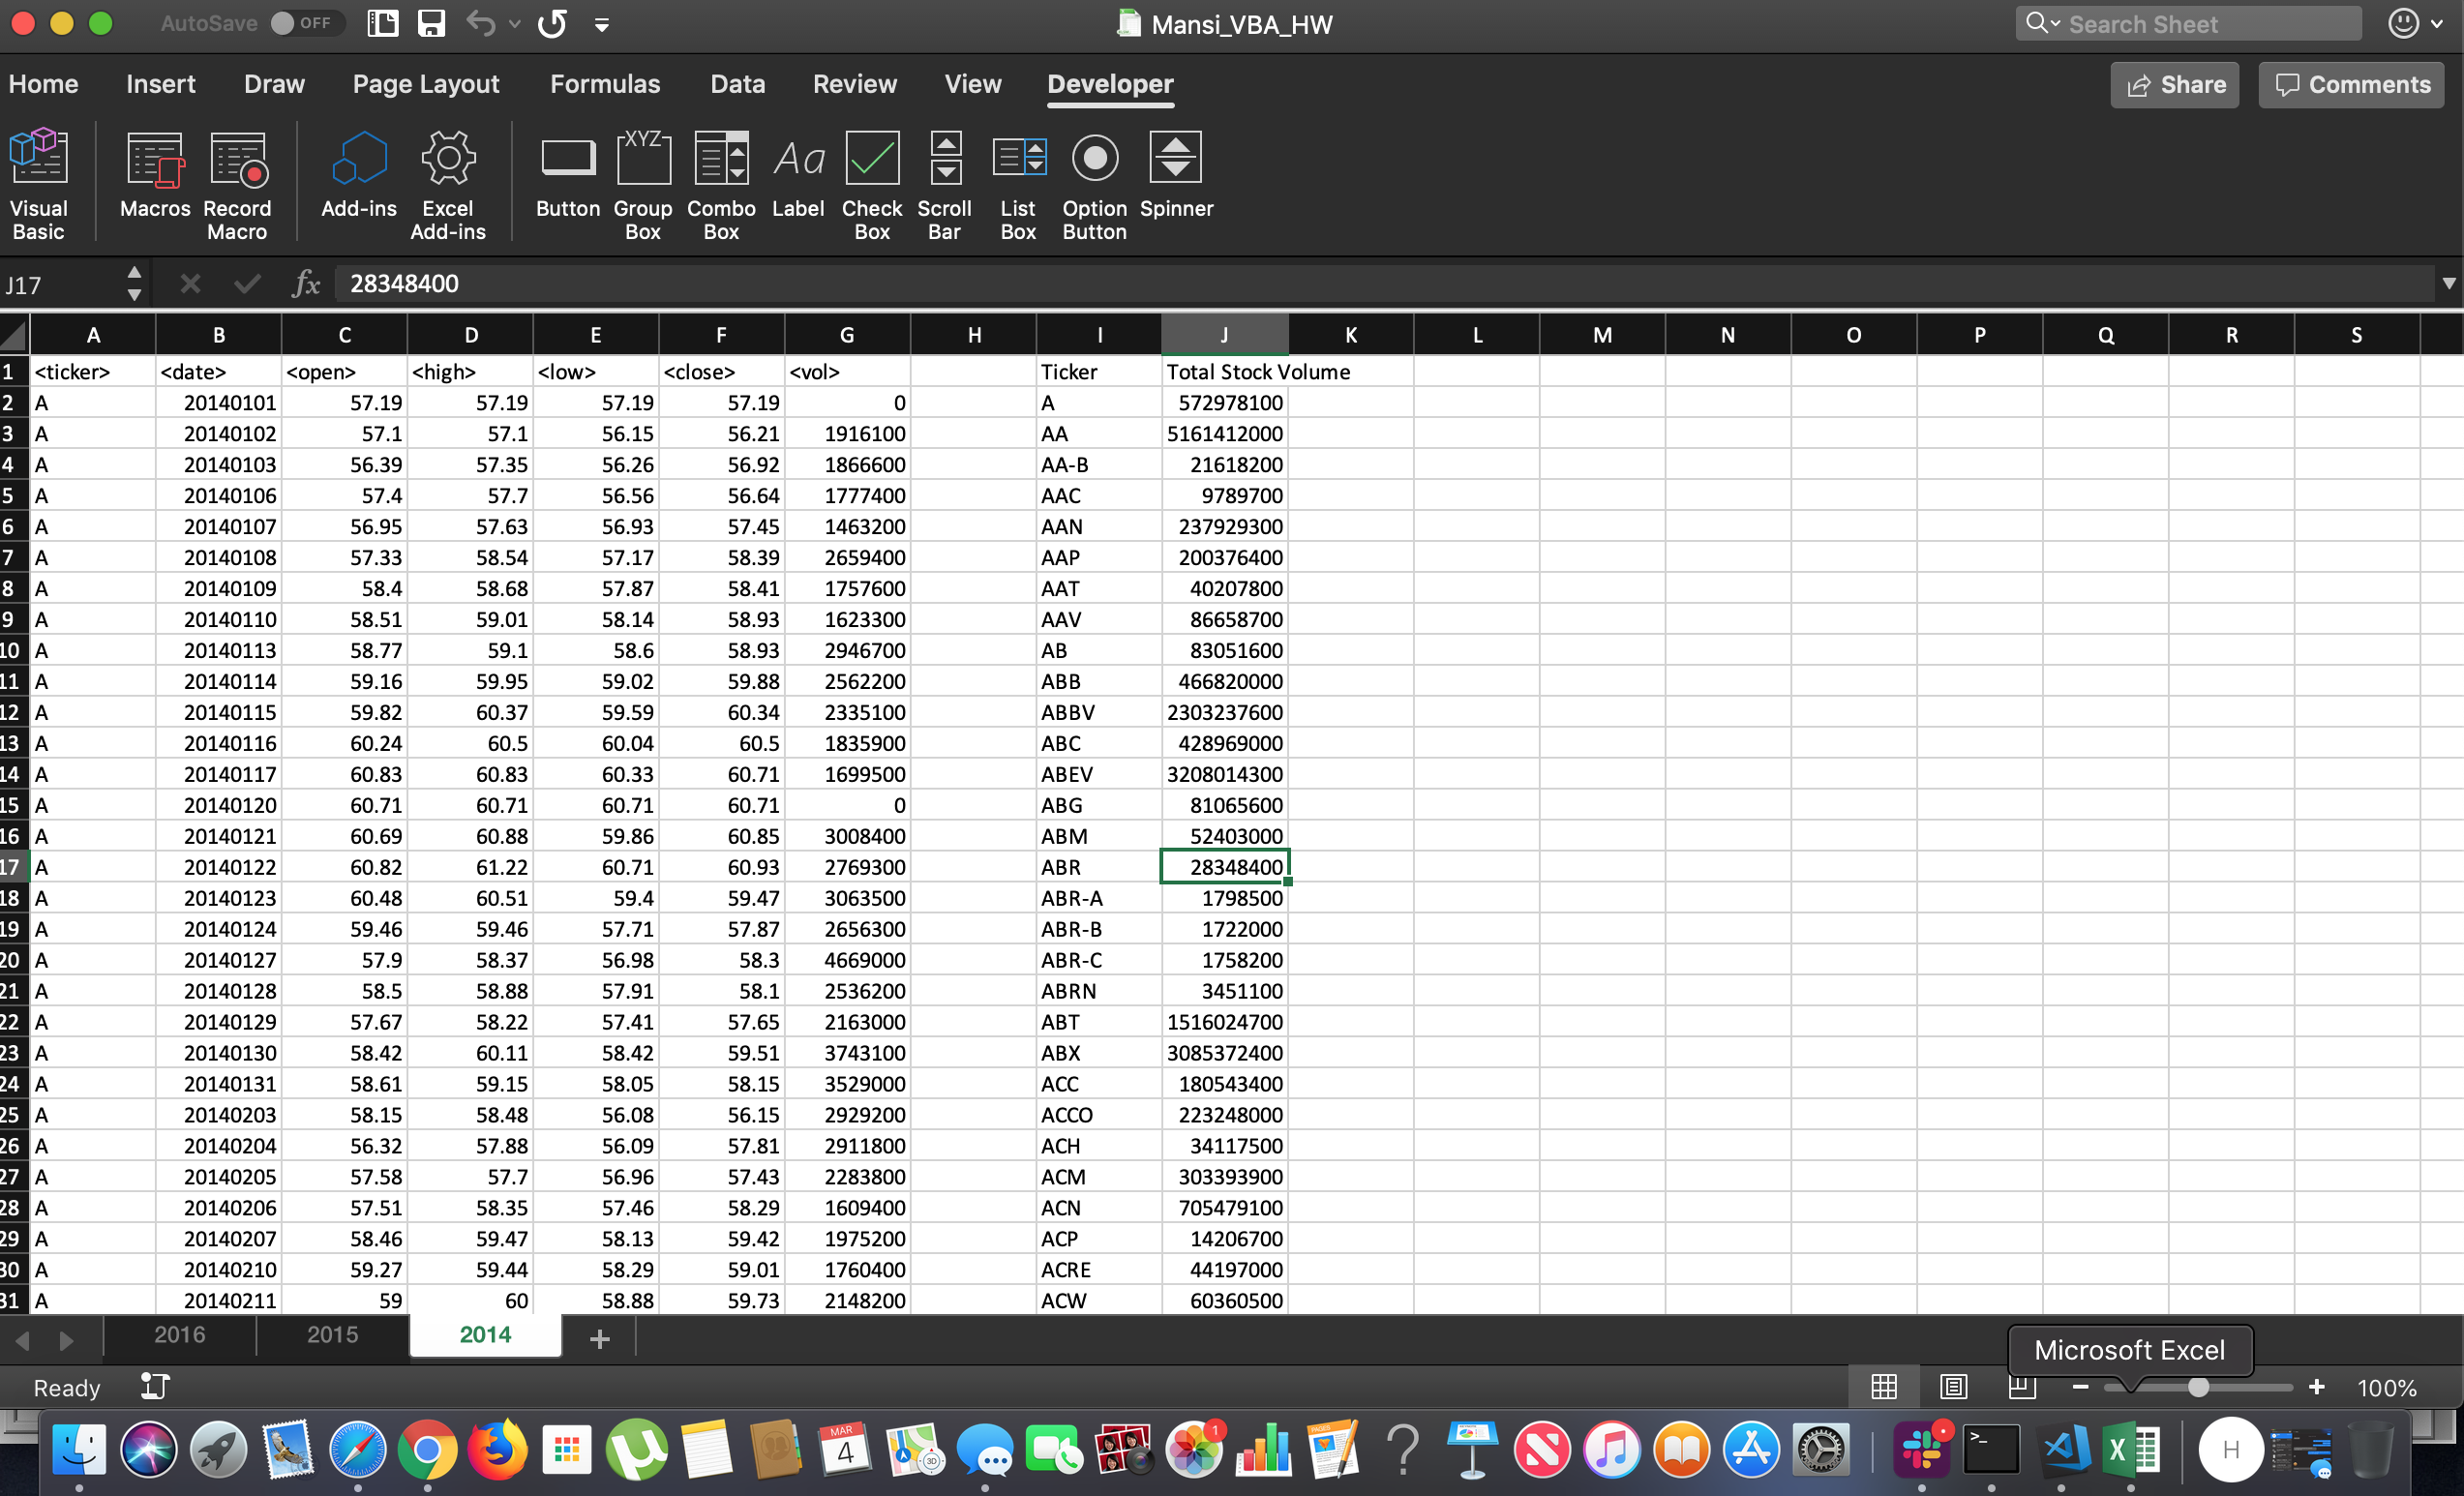 AutoSave OFF Mansi_VBA_HW Search Sheet
Home Insert Draw Page Layout Formulas Data Review View Developer Share Comments
Visual Basic Macros Record Macro Add-ins Excel Add-ins Button XYZ Group Box Combo Box Aa Label Check Box Scroll Bar List Box Option Button Spinner
J17 fx 28348400
A B C D E F G H I J K L M N O P Q R S
1 <ticker> <date> <open> <high> <low> <close> <vol> Ticker Total Stock Volume
2 A 20140101 57.19 57.19 57.19 57.19 0 A 572978100
3 A 20140102 57.1 57.1 56.15 56.21 1916100 AA 5161412000
4 A 20140103 56.39 57.35 56.26 56.92 1866600 AA-B 21618200
5 A 20140106 57.4 57.7 56.56 56.64 1777400 AAC 9789700
6 A 20140107 56.95 57.63 56.93 57.45 1463200 AAN 237929300
7 A 20140108 57.33 58.54 57.17 58.39 2659400 AAP 200376400
8 A 20140109 58.4 58.68 57.87 58.41 1757600 AAT 40207800
9 A 20140110 58.51 59.01 58.14 58.93 1623300 AAV 86658700
10 A 20140113 58.77 59.1 58.6 58.93 2946700 AB 83051600
11 A 20140114 59.16 59.95 59.02 59.88 2562200 ABB 466820000
12 A 20140115 59.82 60.37 59.59 60.34 2335100 ABBV 2303237600
13 A 20140116 60.24 60.5 60.04 60.5 1835900 ABC 428969000
14 A 20140117 60.83 60.83 60.33 60.71 1699500 ABEV 3208014300
15 A 20140120 60.71 60.71 60.71 60.71 0 ABG 81065600
16 A 20140121 60.69 60.88 59.86 60.85 3008400 ABM 52403000
17 A 20140122 60.82 61.22 60.71 60.93 2769300 ABR 28348400
18 A 20140123 60.48 60.51 59.4 59.47 3063500 ABR-A 1798500
19 A 20140124 59.46 59.46 57.71 57.87 2656300 ABR-B 1722000
20 A 20140127 57.9 58.37 56.98 58.3 4669000 ABR-C 1758200
21 A 20140128 58.5 58.88 57.91 58.1 2536200 ABRN 3451100
22 A 20140129 57.67 58.22 57.41 57.65 2163000 ABT 1516024700
23 A 20140130 58.42 60.11 58.42 59.51 3743100 ABX 3085372400
24 A 20140131 58.61 59.15 58.05 58.15 3529000 ACC 180543400
25 A 20140203 58.15 58.48 56.08 56.15 2929200 ACCO 223248000
26 A 20140204 56.32 57.88 56.09 57.81 2911800 ACH 34117500
27 A 20140205 57.58 57.7 56.96 57.43 2283800 ACM 303393900
28 A 20140206 57.51 58.35 57.46 58.29 1609400 ACN 705479100
29 A 20140207 58.46 59.47 58.13 59.42 1975200 ACP 14206700
30 A 20140210 59.27 59.44 58.29 59.01 1760400 ACRE 44197000
31 A 20140211 59 60 58.88 59.73 2148200 ACW 60360500
2016 2015 2014
Microsoft Excel
Ready 100%
MAR 4 3D 1 PAGES H